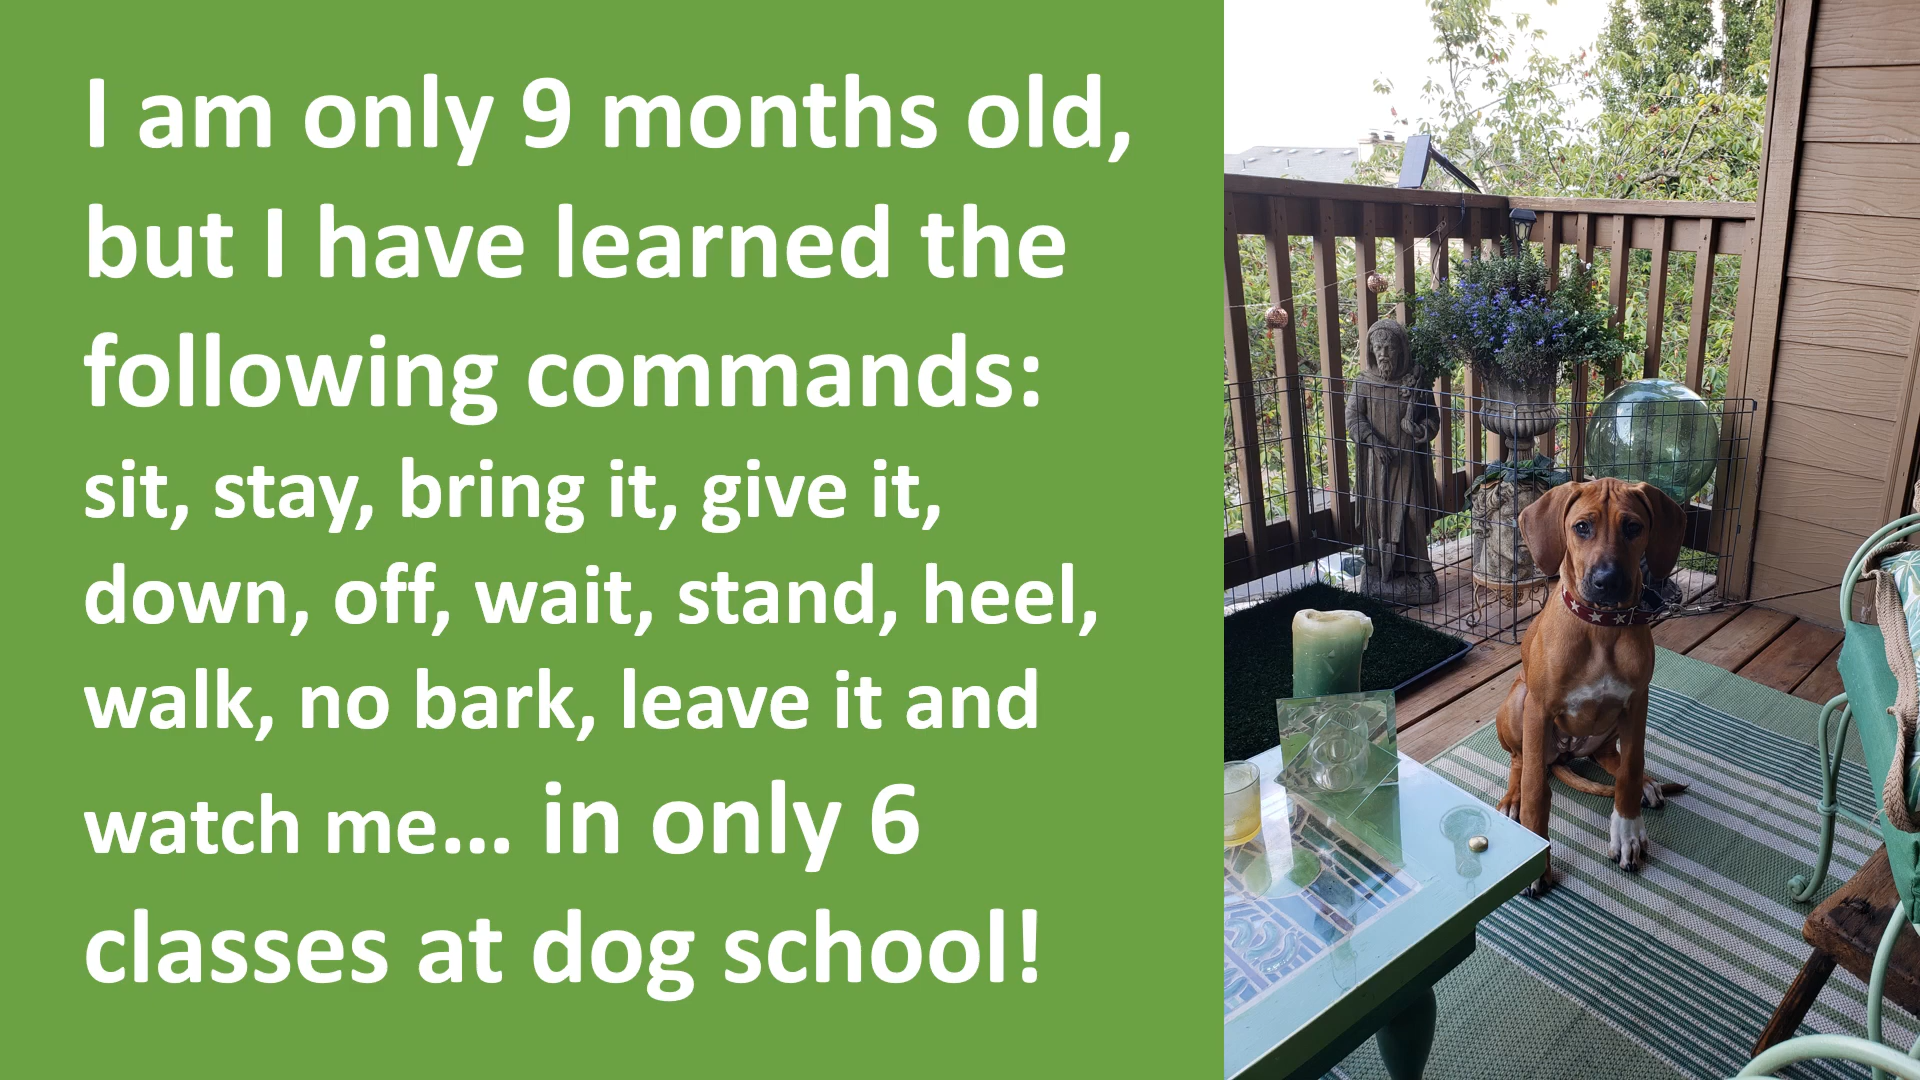 I am only 9 months old,
but I have learned the
following commands:
sit, stay, bring it, give it,
down, off, wait, stand, heel,
walk, no bark, leave it and
watch me... in only 6
classes at dog school!